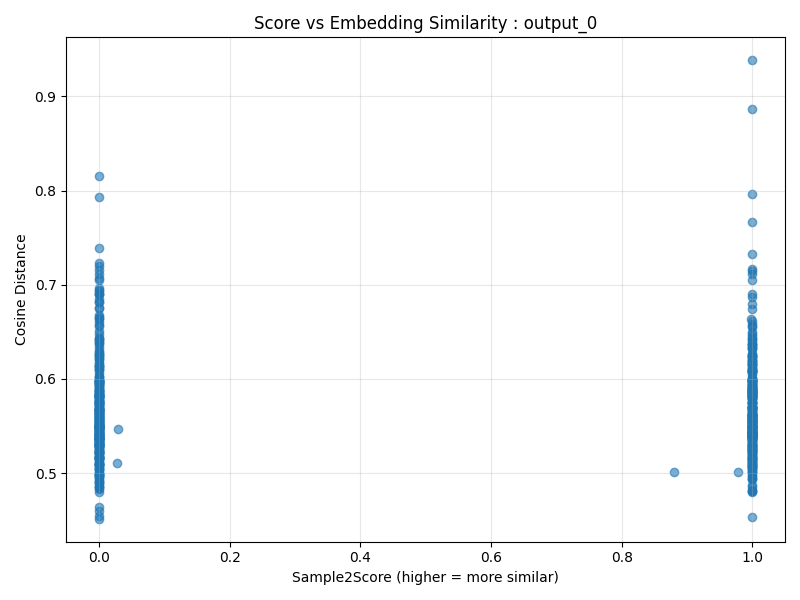 Score vs Embedding Similarity : output_0
Cosine Distance
0.9
0.8
0.7
0.6
0.5
0.0 0.2 0.4 0.6 0.8 1.0
Sample2Score (higher = more similar)